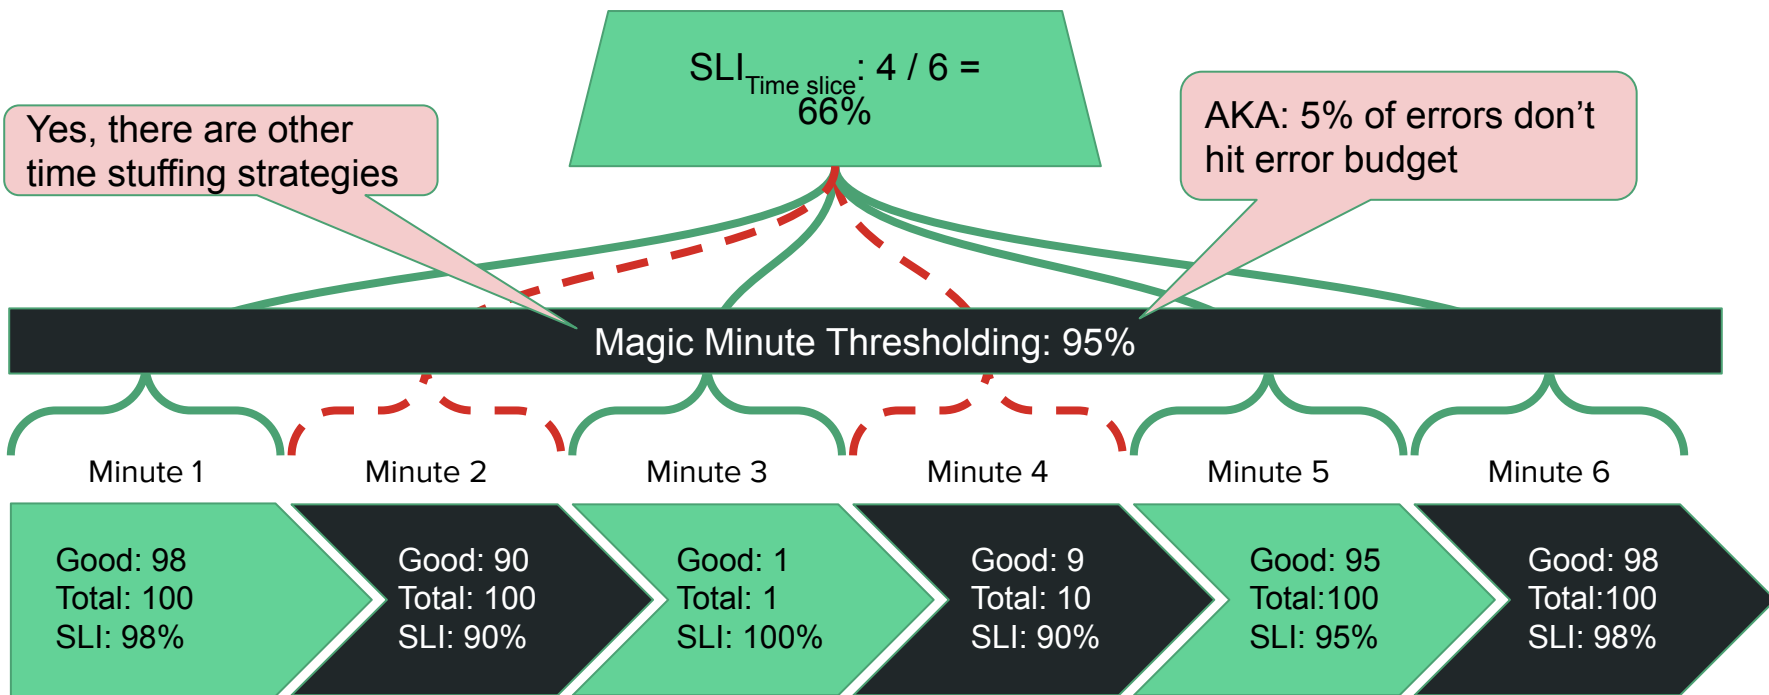 SLI Time slice: 4 / 6 =
66%
Yes, there are other
time stuffing strategies
AKA: 5% of errors don't
hit error budget
Magic Minute Thresholding: 95%
Minute 1
Minute 2
Minute 3
Minute 4
Minute 5
Minute 6
Good: 98
Total: 100
SLI: 98%
Good: 90
Total: 100
SLI: 90%
Good: 1
Total: 1
SLI: 100%
Good: 9
Total: 10
SLI: 90%
Good: 95
Total:100
SLI: 95%
Good: 98
Total:100
SLI: 98%